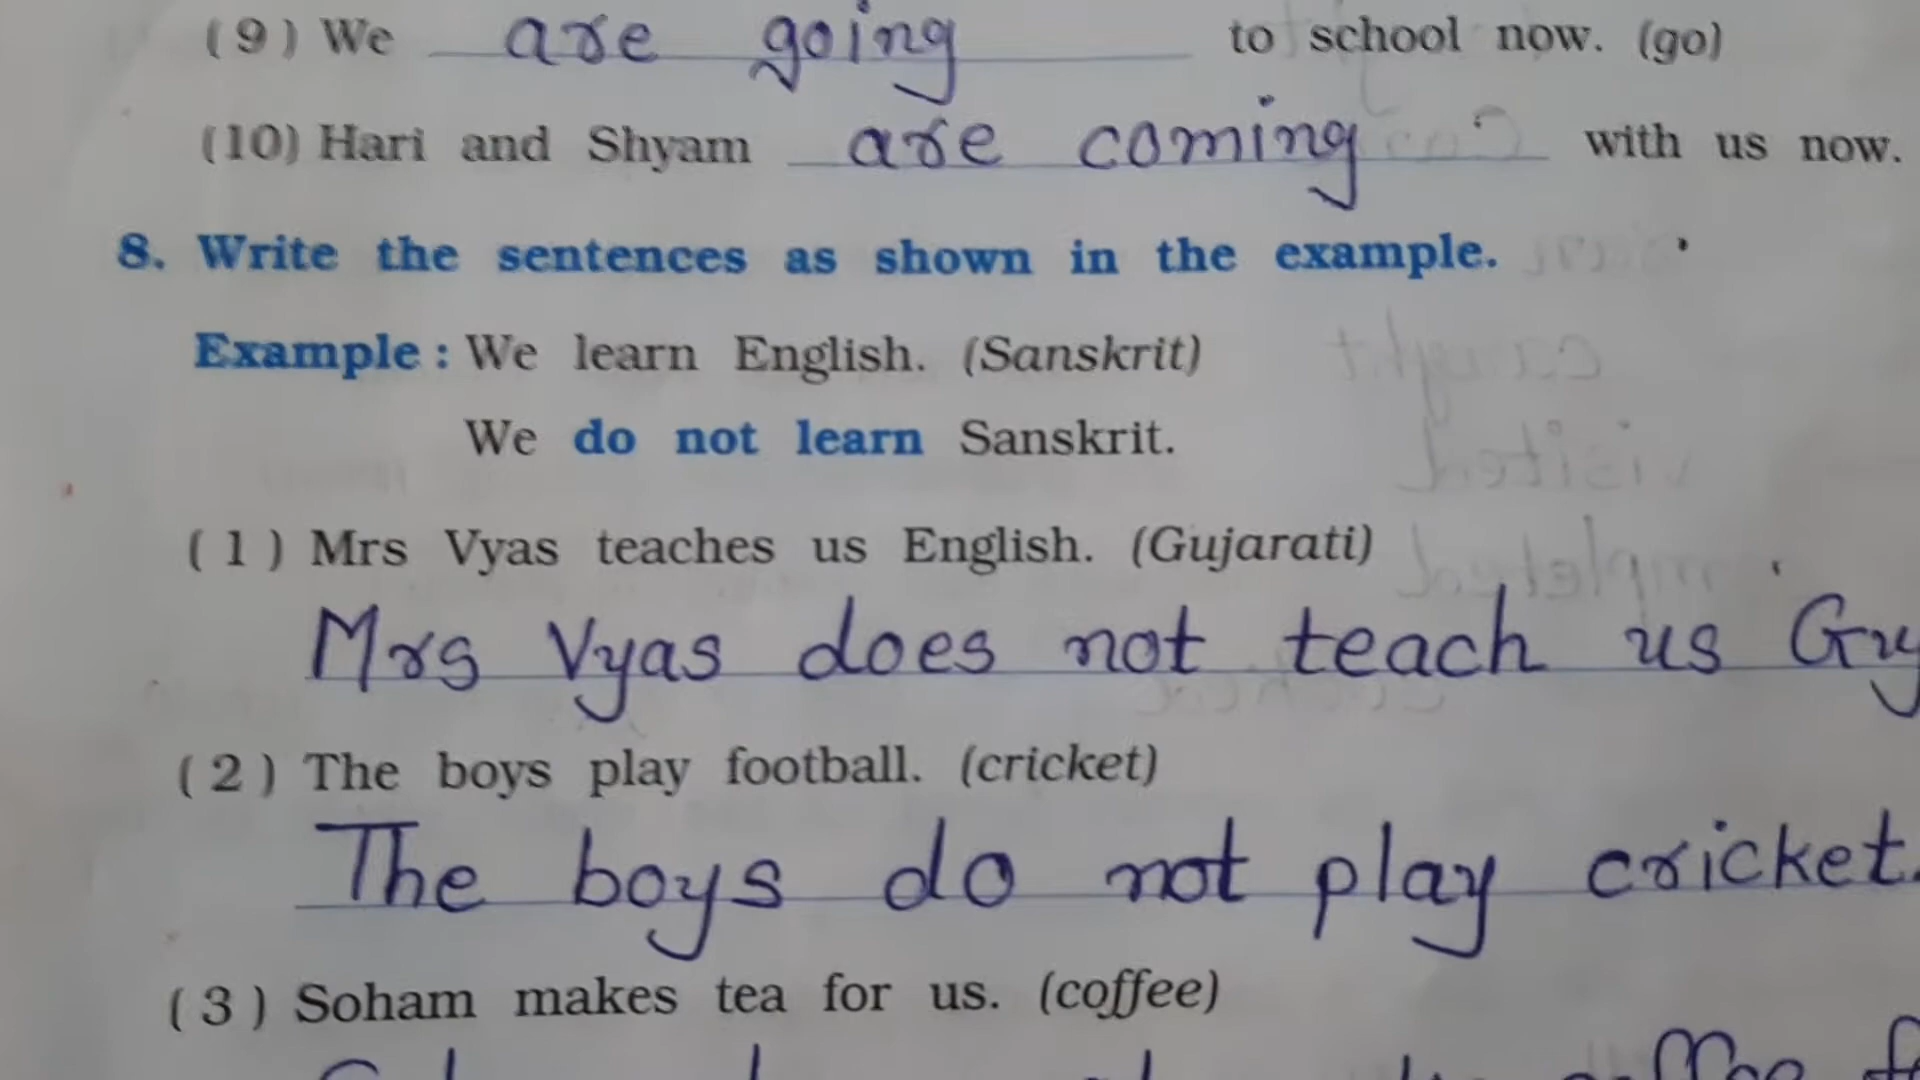 (9) We are going to school now. (go)
(10) Hari and Shyam are coming with us now.
8. Write the sentences as shown in the example.
Example : We learn English. (Sanskrit)
We do not learn Sanskrit.
(1) Mrs Vyas teaches us English. (Gujarati)
Mrs Vyas does not teach us
(2) The boys play football. (cricket)
The boys do not play cricket.
(3) Soham makes tea for us. (coffee)